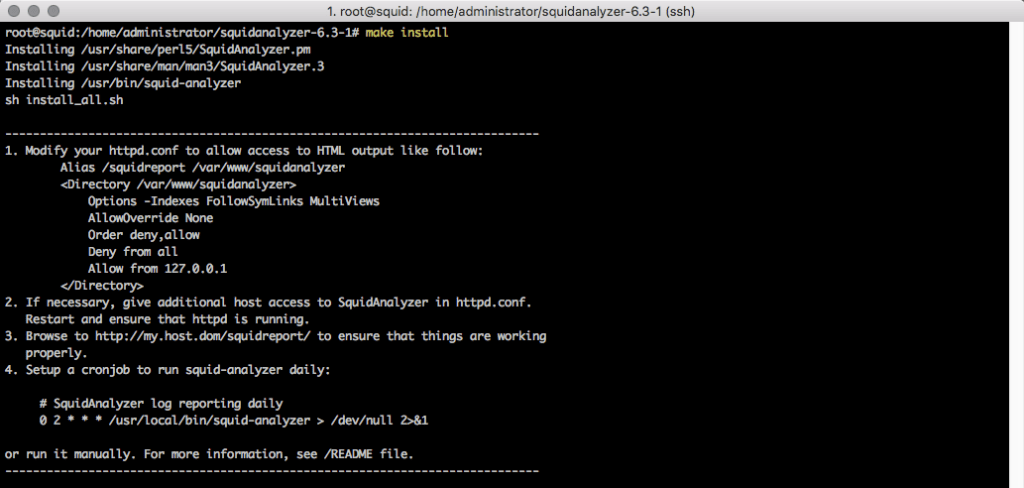 1. root@squid: /home/administrator/squidanalyzer-6.3-1 (ssh)
root@squid:/home/administrator/squidanalyzer-6.3-1# make install
Installing /usr/share/perl5/SquidAnalyzer.pm
Installing /usr/share/man/man3/SquidAnalyzer.3
Installing /usr/bin/squid-analyzer
sh install_all.sh
-----------------------------------------------------------------------------
1. Modify your httpd.conf to allow access to HTML output like follow:
        Alias /squidreport /var/www/squidanalyzer
        <Directory /var/www/squidanalyzer>
            Options -Indexes FollowSymLinks MultiViews
            AllowOverride None
            Order deny,allow
            Deny from all
            Allow from 127.0.0.1
        </Directory>
2. If necessary, give additional host access to SquidAnalyzer in httpd.conf.
   Restart and ensure that httpd is running.
3. Browse to http://my.host.dom/squidreport/ to ensure that things are working
   properly.
4. Setup a cronjob to run squid-analyzer daily:
     # SquidAnalyzer log reporting daily
     0 2 * * * /usr/local/bin/squid-analyzer > /dev/null 2>&1
or run it manually. For more information, see /README file.
-----------------------------------------------------------------------------